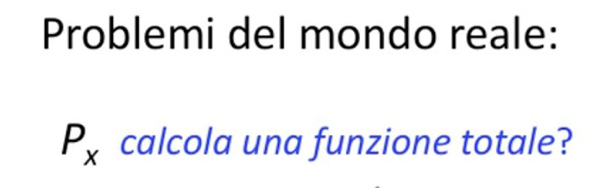 Problemi del mondo reale:
Px calcola una funzione totale?